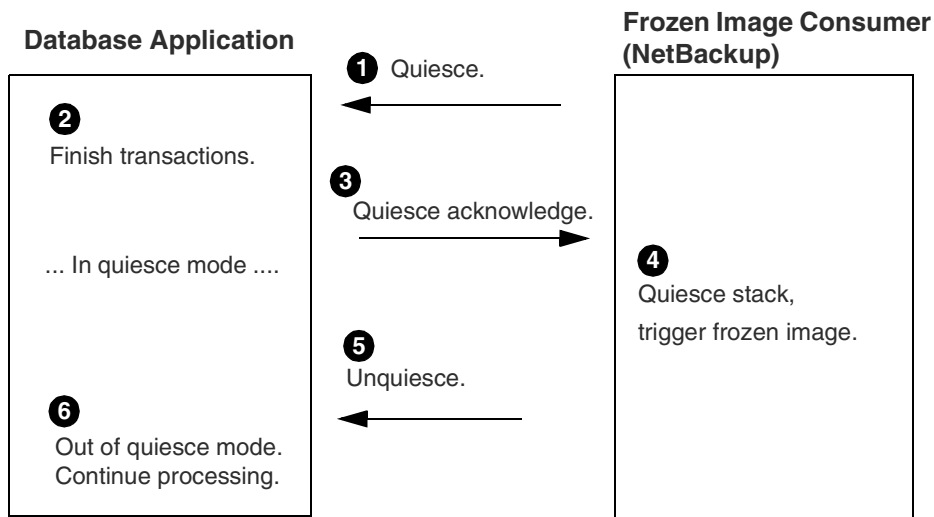 Database Application
Frozen Image Consumer
(NetBackup)
1 Quiesce.
2
Finish transactions.
3
Quiesce acknowledge.
... In quiesce mode ....
4
Quiesce stack,
trigger frozen image.
5
Unquiesce.
6
Out of quiesce mode.
Continue processing.